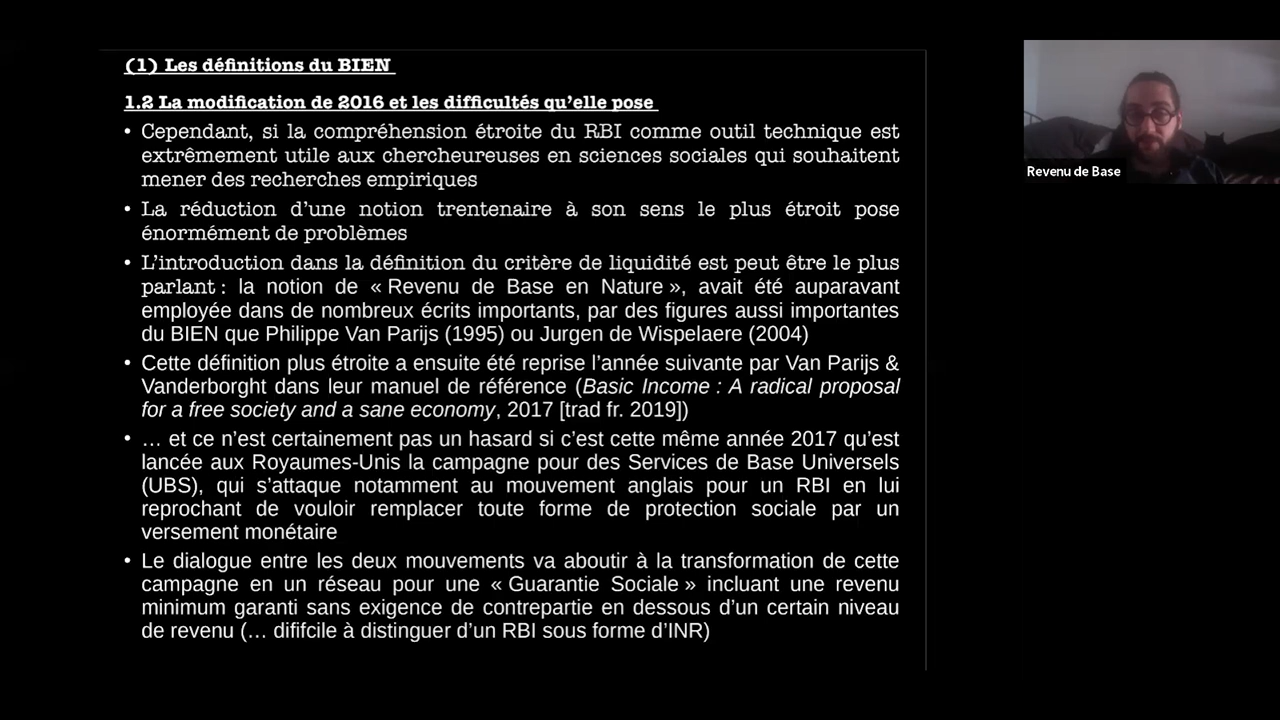 (1) Les définitions du BIEN
1.2 La modification de 2016 et les difficultés qu'elle pose
• Cependant, si la compréhension étroite du RBI comme outil technique est
extrêmement utile aux chercheureuses en sciences sociales qui souhaitent
mener des recherches empiriques
• La réduction d'une notion trentenaire à son sens le plus étroit pose
énormément de problèmes
• L'introduction dans la définition du critère de liquidité est peut être le plus
parlant : la notion de « Revenu de Base en Nature », avait été auparavant
employée dans de nombreux écrits importants, par des figures aussi importantes
du BIEN que Philippe Van Parijs (1995) ou Jurgen de Wispelaere (2004)
• Cette définition plus étroite a ensuite été reprise l'année suivante par Van Parijs &
Vanderborght dans leur manuel de référence (Basic Income : A radical proposal
for a free society and a sane economy, 2017 [trad fr. 2019])
• … et ce n'est certainement pas un hasard si c'est cette même année 2017 qu'est
lancée aux Royaumes-Unis la campagne pour des Services de Base Universels
(UBS), qui s'attaque notamment au mouvement anglais pour un RBI en lui
reprochant de vouloir remplacer toute forme de protection sociale par un
versement monétaire
• Le dialogue entre les deux mouvements va aboutir à la transformation de cette
campagne en un réseau pour une « Guarantie Sociale » incluant une revenu
minimum garanti sans exigence de contrepartie en dessous d'un certain niveau
de revenu (… dififcile à distinguer d'un RBI sous forme d'INR)
Revenu de Base